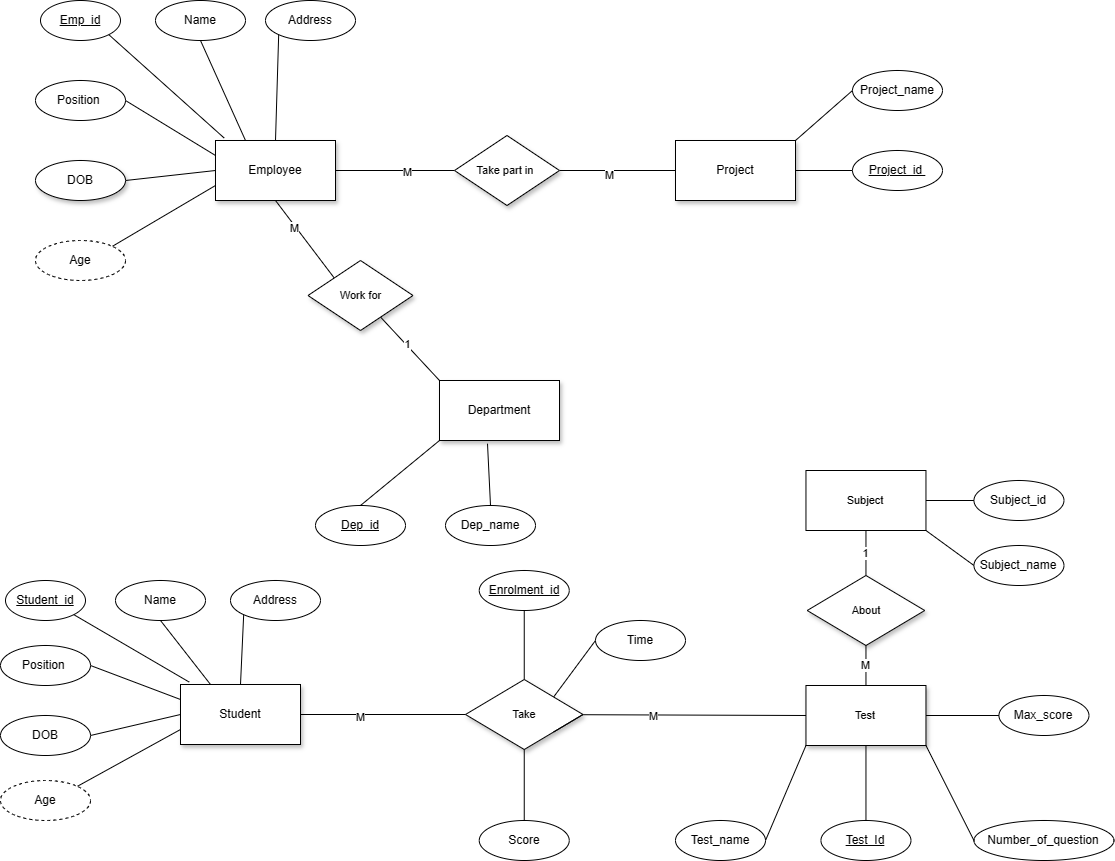 Emp_id
Name
Address
Position
Project_name
DOB
Employee
M
Take part in
M
Project
Project_id
Age
M
Work for
1
Department
Dep_id
Dep_name
Subject
Subject_id
1
Subject_name
Student_id
Name
Address
Enrolment_id
About
Time
Position
M
DOB
Student
M
Take
M
Test
Max_score
Age
Score
Test_name
Test_Id
Number_of_question